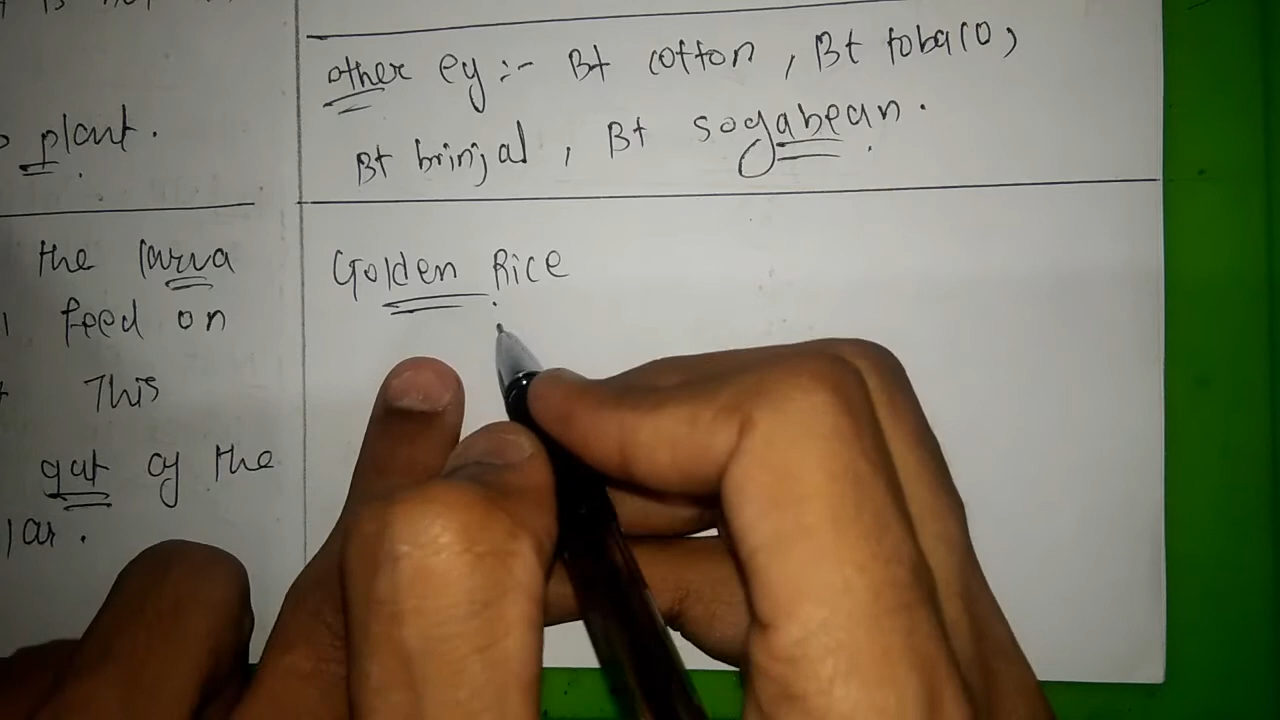 plant.
the larva
feed on
This
gut of the
lar.
other eg :- Bt cotton, Bt tobaco,
Bt brinjal, Bt soyabean.
Golden Rice